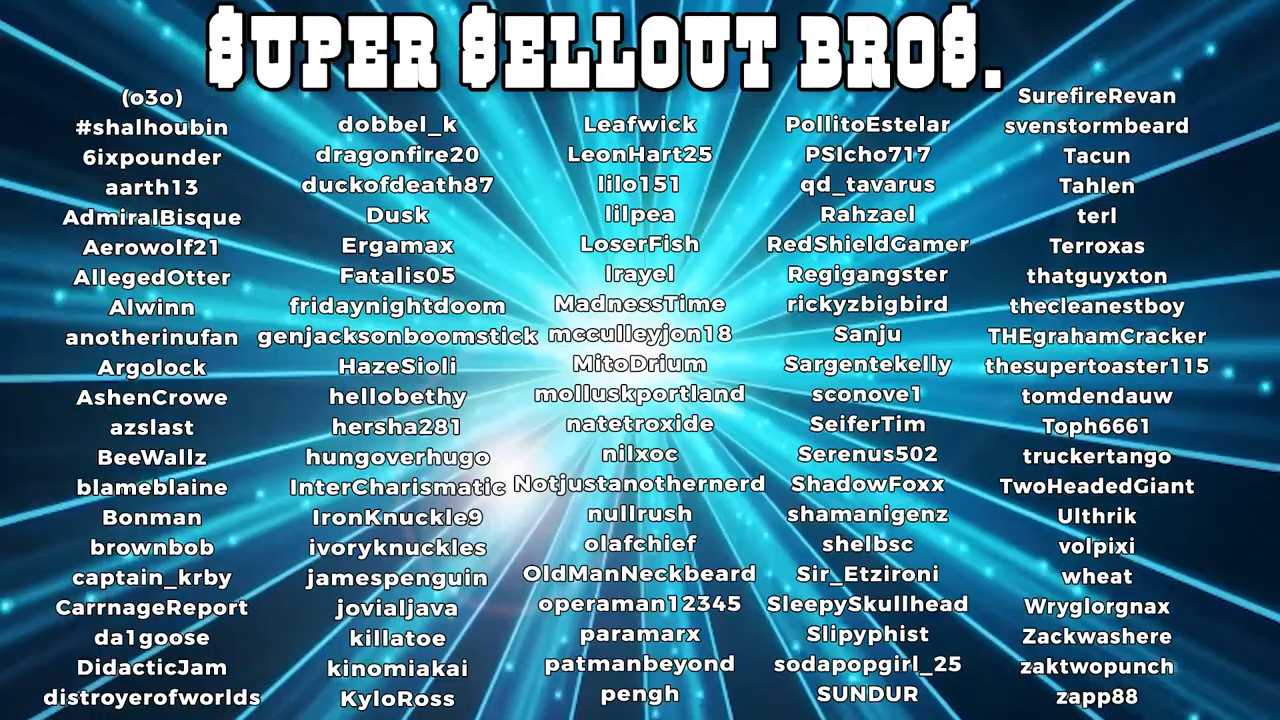 $UPER $ELLOUT BRO$.
(o3o)
#shalhoubin
6ixpounder
aarth13
AdmiralBisque
Aerowolf21
AllegedOtter
Alwinn
anotherinufan
Argolock
AshenCrowe
azslast
BeeWallz
blameblaine
Bonman
brownbob
captain_krby
CarrnageReport
da1goose
DidacticJam
distroyerofworlds
dobbel_k
dragonfire20
duckofdeath87
Dusk
Ergamax
Fatalis05
fridaynightdoom
genjacksonboomstick
HazeSioli
hellobethy
hersha281
hungoverhugo
InterCharismatic
IronKnuckle9
ivoryknuckles
jamespenguin
jovialjava
killatoe
kinomiakai
KyloRoss
Leafwick
LeonHart25
lilo151
lilpea
LoserFish
lrayel
MadnessTime
mcculleyjon18
MitoDrium
molluskportland
natetroxide
nilxoc
Notjustanothernerd
nullrush
olafchief
OldManNeckbeard
operaman12345
paramarx
patmanbeyond
pengh
PollitoEstelar
PSIcho717
qd_tavarus
Rahzael
RedShieldGamer
Regigangster
rickyzbigbird
Sanju
Sargentekelly
sconove1
SeiferTim
Serenus502
ShadowFoxx
shamanigenz
shelbsc
Sir_Etzironi
SleepySkullhead
Slipyphist
sodapopgirl_25
SUNDUR
SurefireRevan
svenstormbeard
Tacun
Tahlen
terl
Terroxas
thatguyxton
thecleanestboy
THEgrahamCracker
thesupertoaster115
tomdendauw
Toph6661
truckertango
TwoHeadedGiant
Ulthrik
volpixi
wheat
Wryglorgnax
Zackwashere
zaktwopunch
zapp88